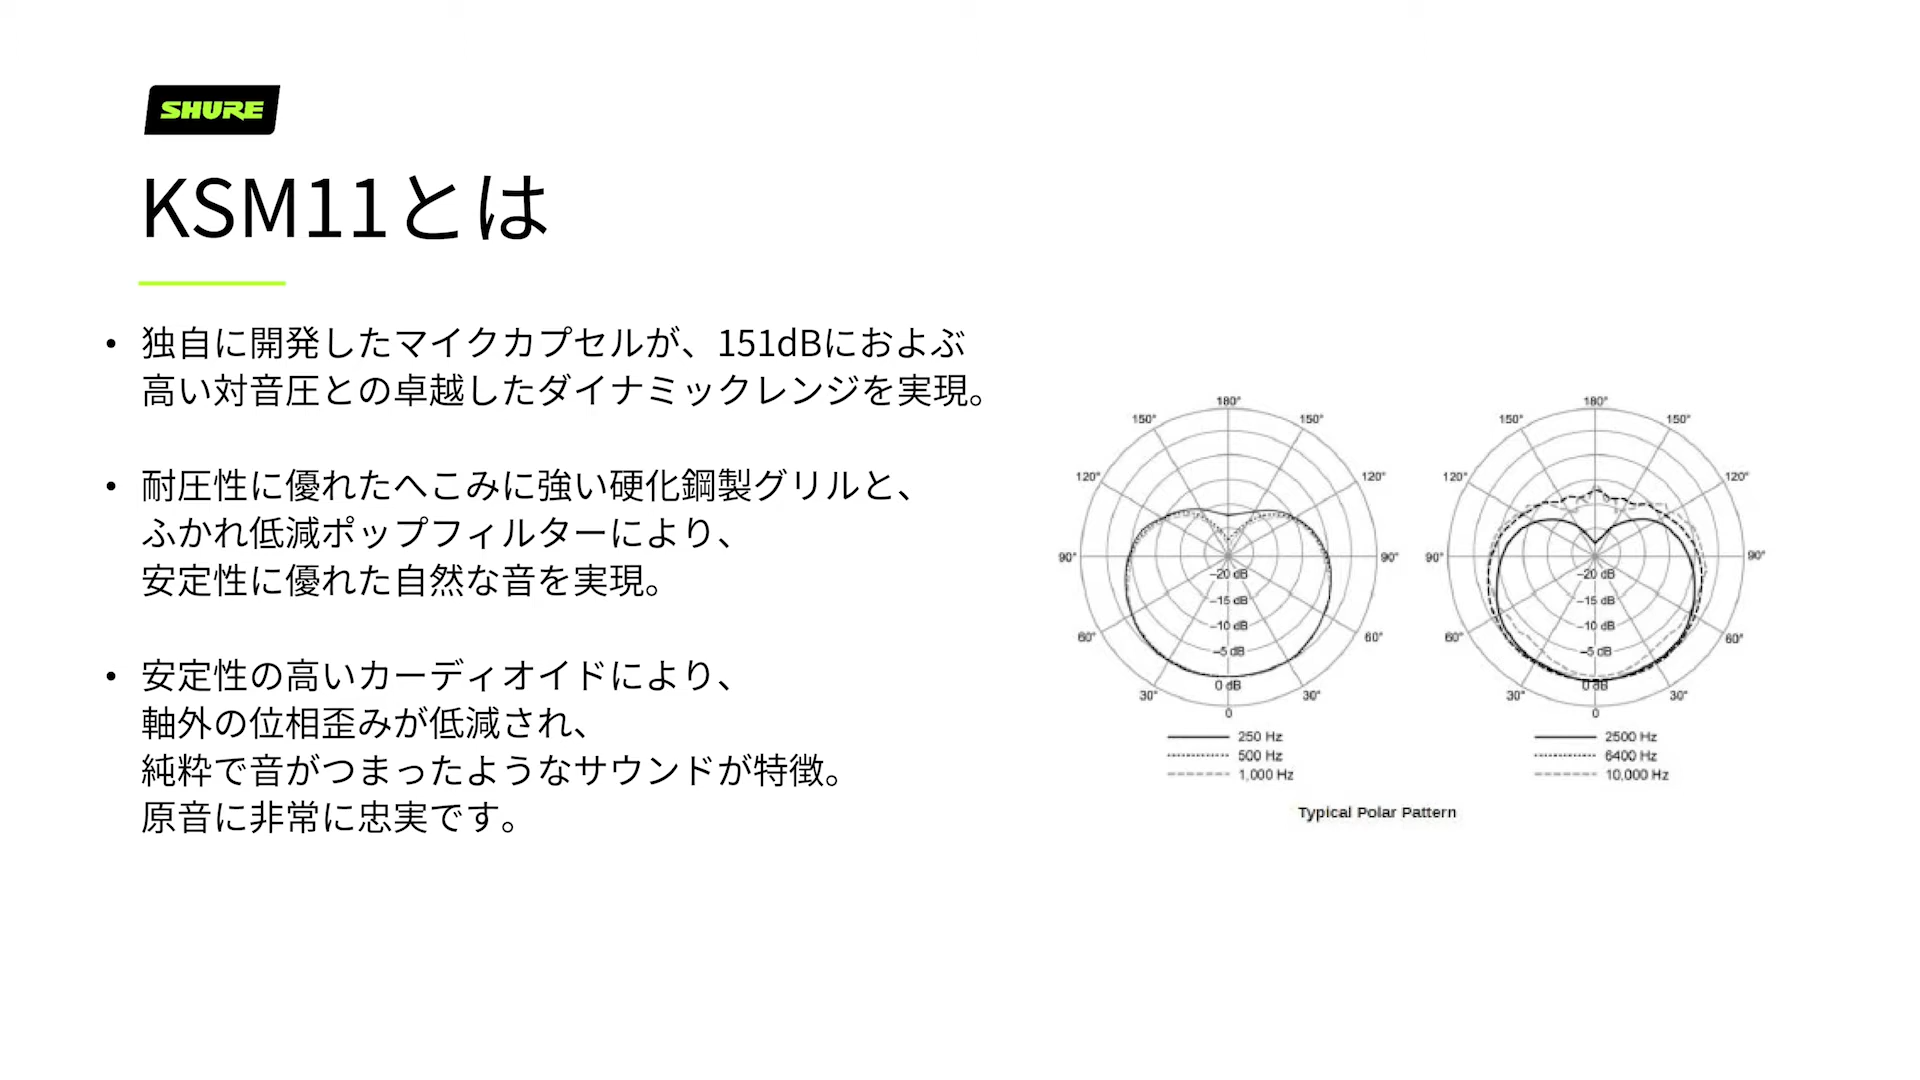 SHURE
KSM11とは
• 独自に開発したマイクカプセルが、151dBにおよぶ
高い対音圧との卓越したダイナミックレンジを実現。
• 耐圧性に優れたへこみに強い硬化鋼製グリルと、
ふかれ低減ポップフィルターにより、
安定性に優れた自然な音を実現。
• 安定性の高いカーディオイドにより、
軸外の位相歪みが低減され、
純粋で音がつまったようなサウンドが特徴。
原音に非常に忠実です。
180°
150° 150°
120° 120°
90° 90°
–20 dB
–15 dB
–10 dB
60° 60°
–5 dB
0 dB
30° 30°
0
250 Hz
500 Hz
1,000 Hz
180°
150° 150°
120° 120°
90° 90°
–20 dB
–15 dB
–10 dB
60° 60°
–5 dB
0 dB
30° 30°
0
2500 Hz
6400 Hz
10,000 Hz
Typical Polar Pattern